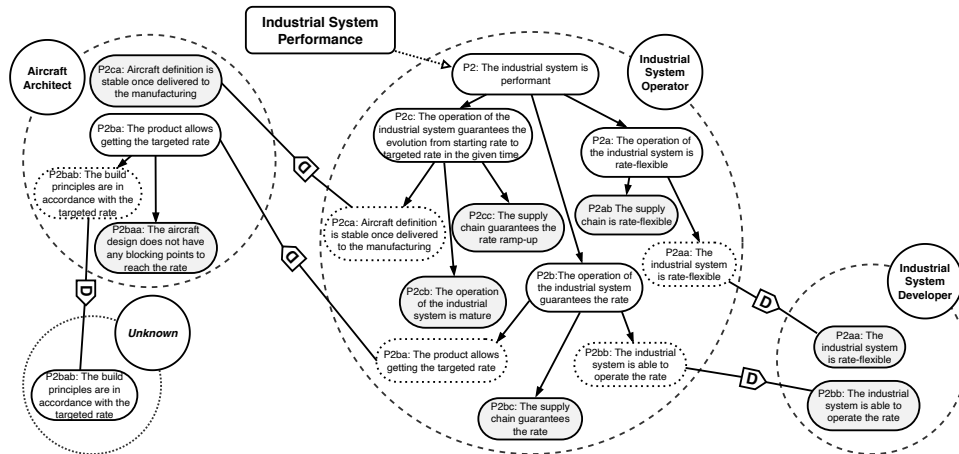 Industrial System
Performance
Aircraft
Architect
P2ca: Aircraft definition is
stable once delivered to
the manufacturing
P2ba: The product allows
getting the targeted rate
P2bab: The build
principles are in
accordance with the
targeted rate
P2baa: The aircraft
design does not have
any blocking points to
reach the rate
D
Unknown
P2bab: The build
principles are in
accordance with the
targeted rate
D
D
Industrial
System
Operator
P2: The industrial system is
performant
P2c: The operation of the
industrial system guarantees the
evolution from starting rate to
targeted rate in the given time
P2a: The operation of
the industrial system is
rate-flexible
P2ca: Aircraft definition
is stable once delivered
to the manufacturing
P2cc: The supply
chain guarantees the
rate ramp-up
P2ab The supply
chain is rate-flexible
P2aa: The
industrial system
is rate-flexible
P2cb: The operation
of the industrial
system is mature
P2b:The operation of
the industrial system
guarantees the rate
P2ba: The product allows
getting the targeted rate
P2bb: The industrial
system is able to
operate the rate
P2bc: The supply
chain guarantees
the rate
D
D
Industrial
System
Developer
P2aa: The
industrial system
is rate-flexible
P2bb: The industrial
system is able to
operate the rate